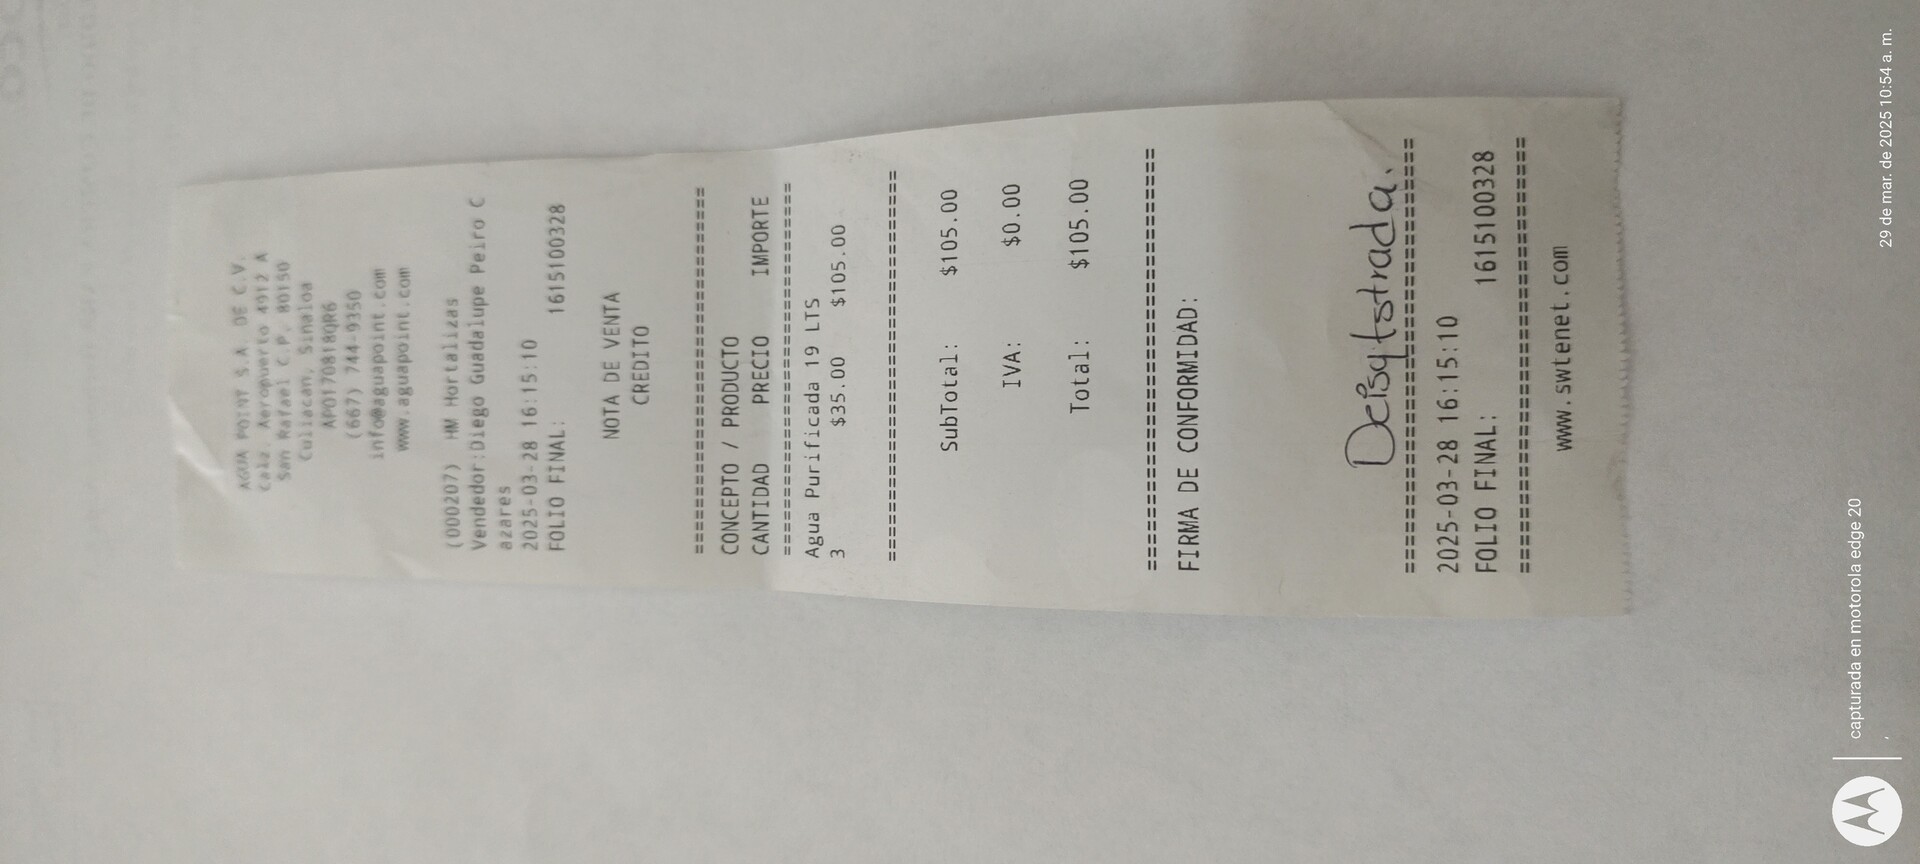 AGUA POINT S.A. DE C.V.
Calz. Aeropuerto 4912 A
San Rafael C.P. 80150
Culiacan, Sinaloa
APO170818QR6
(667) 744-9350
info@aguapoint.com
www.aguapoint.com
(000207) HM Hortalizas
Vendedor:Diego Guadalupe Peiro C
azares
2025-03-28 16:15:10
FOLIO FINAL: 1615100328
NOTA DE VENTA
CREDITO
================================
CONCEPTO / PRODUCTO
CANTIDAD PRECIO IMPORTE
================================
Agua Purificada 19 LTS
3 $35.00 $105.00
================================
SubTotal: $105.00
IVA: $0.00
Total: $105.00
================================
FIRMA DE CONFORMIDAD:
Deisy Estrada.
================================
2025-03-28 16:15:10
FOLIO FINAL: 1615100328
================================
www.swtenet.com
capturada en motorola edge 20
29 de mar. de 2025 10:54 a. m.